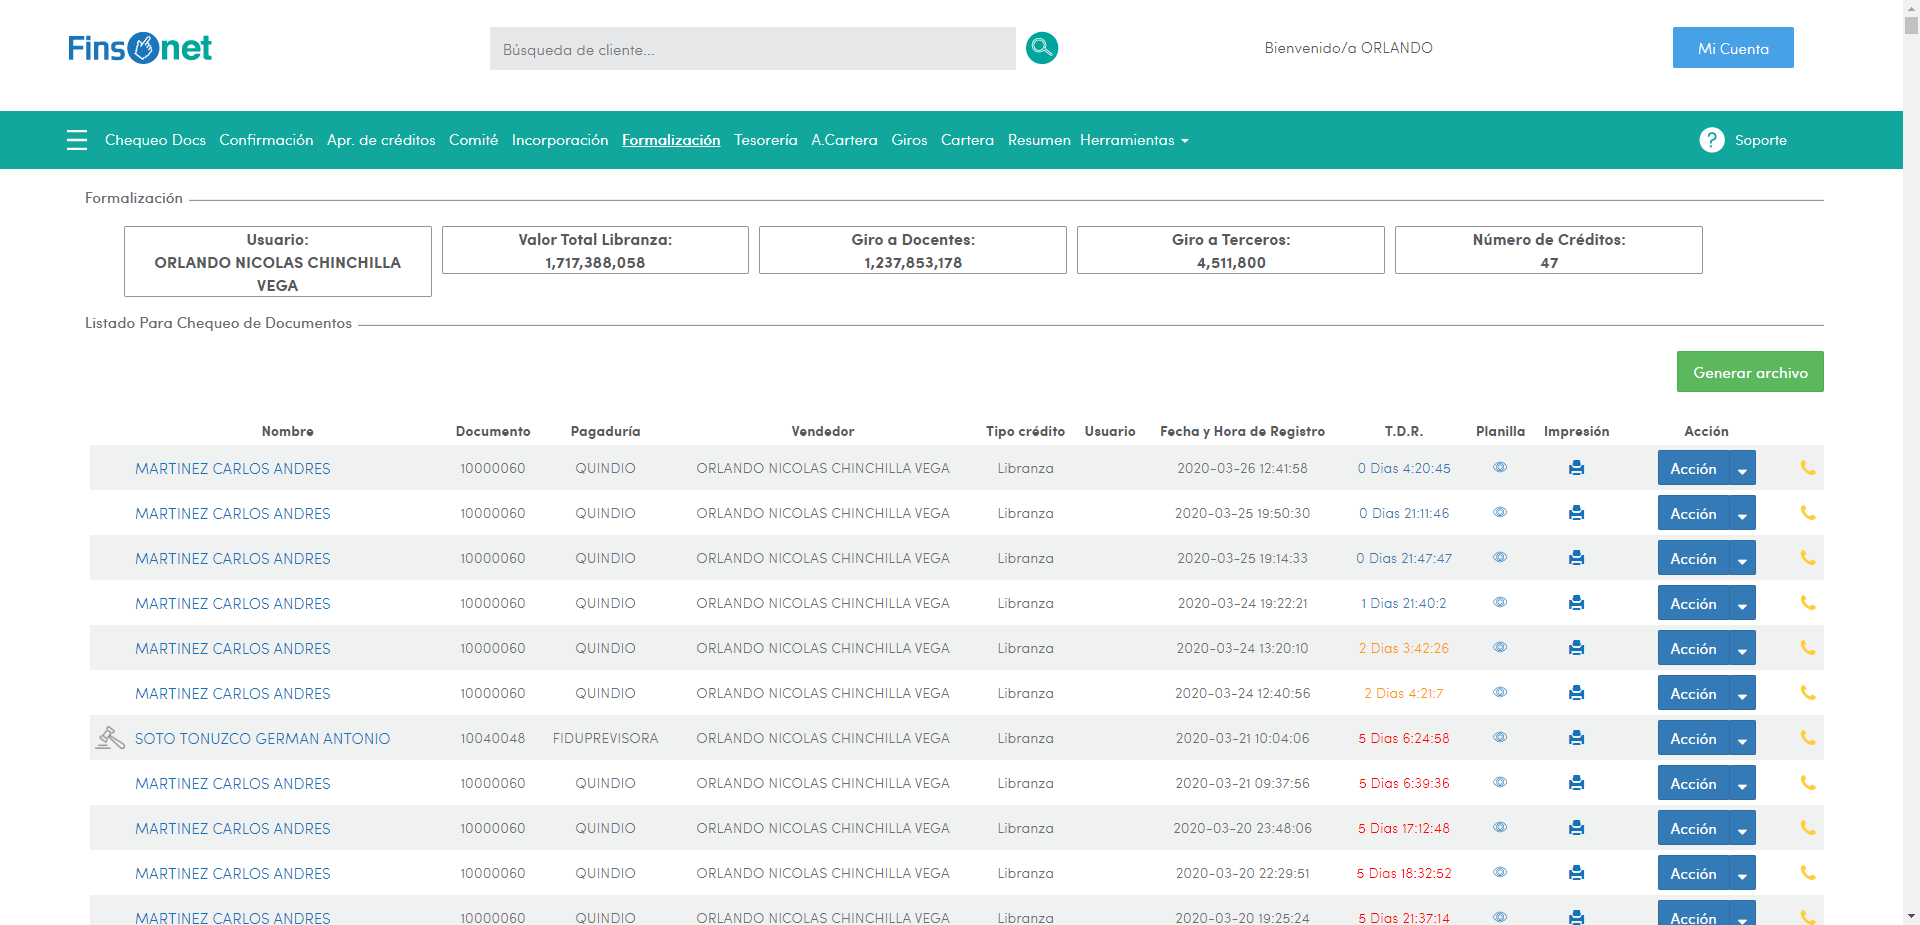 Finsonet
Búsqueda de cliente...
Bienvenido/a ORLANDO
Mi Cuenta
Chequeo Docs Confirmación Apr. de créditos Comité Incorporación Formalización Tesorería A.Cartera Giros Cartera Resumen Herramientas
? Soporte
Formalización
Usuario:
ORLANDO NICOLAS CHINCHILLA
VEGA
Valor Total Libranza:
1,717,388,058
Giro a Docentes:
1,237,853,178
Giro a Terceros:
4,511,800
Número de Créditos:
47
Listado Para Chequeo de Documentos
Generar archivo
Nombre Documento Pagaduría Vendedor Tipo crédito Usuario Fecha y Hora de Registro T.D.R. Planilla Impresión Acción
MARTINEZ CARLOS ANDRES 10000060 QUINDIO ORLANDO NICOLAS CHINCHILLA VEGA Libranza 2020-03-26 12:41:58 0 Dias 4:20:45 Acción
MARTINEZ CARLOS ANDRES 10000060 QUINDIO ORLANDO NICOLAS CHINCHILLA VEGA Libranza 2020-03-25 19:50:30 0 Dias 21:11:46 Acción
MARTINEZ CARLOS ANDRES 10000060 QUINDIO ORLANDO NICOLAS CHINCHILLA VEGA Libranza 2020-03-25 19:14:33 0 Dias 21:47:47 Acción
MARTINEZ CARLOS ANDRES 10000060 QUINDIO ORLANDO NICOLAS CHINCHILLA VEGA Libranza 2020-03-24 19:22:21 1 Dias 21:40:2 Acción
MARTINEZ CARLOS ANDRES 10000060 QUINDIO ORLANDO NICOLAS CHINCHILLA VEGA Libranza 2020-03-24 13:20:10 2 Dias 3:42:26 Acción
MARTINEZ CARLOS ANDRES 10000060 QUINDIO ORLANDO NICOLAS CHINCHILLA VEGA Libranza 2020-03-24 12:40:56 2 Dias 4:21:7 Acción
SOTO TONUZCO GERMAN ANTONIO 10040048 FIDUPREVISORA ORLANDO NICOLAS CHINCHILLA VEGA Libranza 2020-03-21 10:04:06 5 Dias 6:24:58 Acción
MARTINEZ CARLOS ANDRES 10000060 QUINDIO ORLANDO NICOLAS CHINCHILLA VEGA Libranza 2020-03-21 09:37:56 5 Dias 6:39:36 Acción
MARTINEZ CARLOS ANDRES 10000060 QUINDIO ORLANDO NICOLAS CHINCHILLA VEGA Libranza 2020-03-20 23:48:06 5 Dias 17:12:48 Acción
MARTINEZ CARLOS ANDRES 10000060 QUINDIO ORLANDO NICOLAS CHINCHILLA VEGA Libranza 2020-03-20 22:29:51 5 Dias 18:32:52 Acción
MARTINEZ CARLOS ANDRES 10000060 QUINDIO ORLANDO NICOLAS CHINCHILLA VEGA Libranza 2020-03-20 19:25:24 5 Dias 21:37:14 Acción